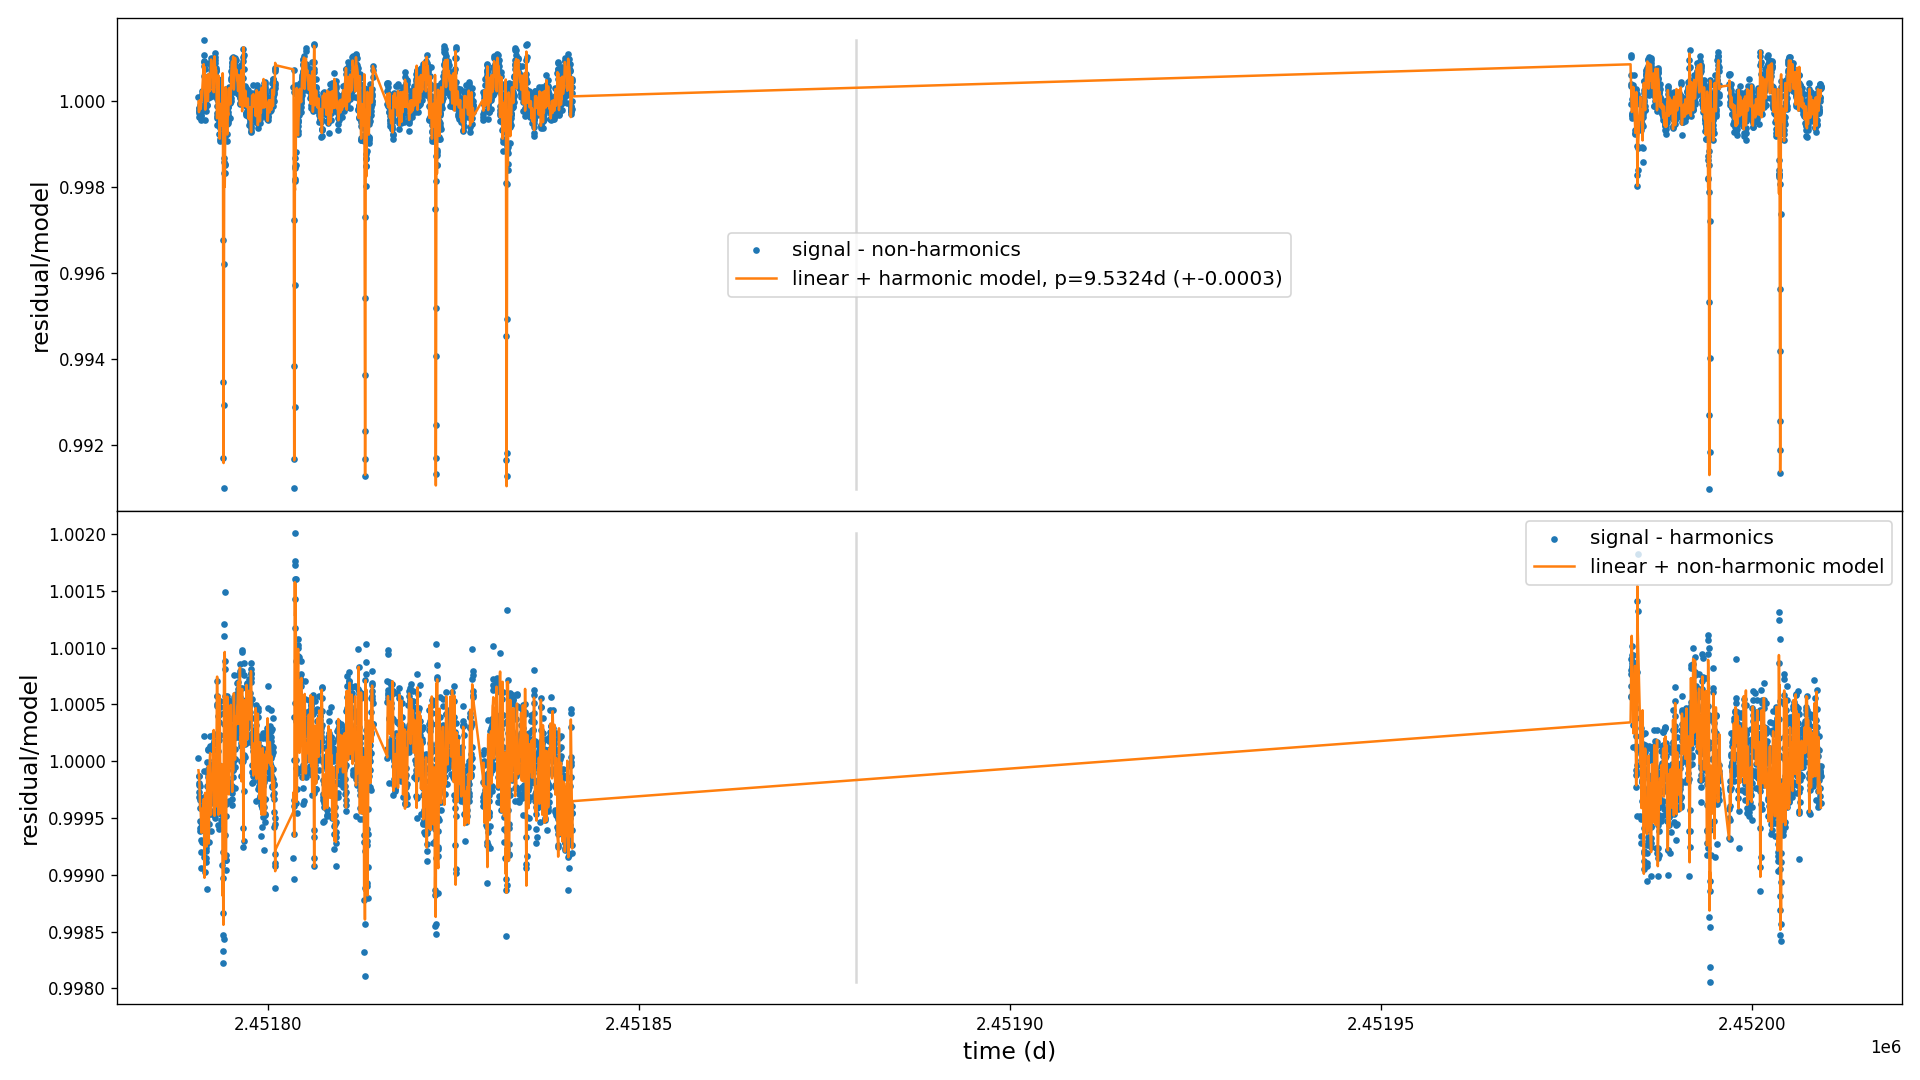 1.000
0.998
0.996
0.994
0.992
residual/model
signal - non-harmonics
linear + harmonic model, p=9.5324d (+-0.0003)
1.0020
1.0015
1.0010
1.0005
1.0000
0.9995
0.9990
0.9985
0.9980
residual/model
signal - harmonics
linear + non-harmonic model
2.45180
2.45185
2.45190
2.45195
2.45200
1e6
time (d)